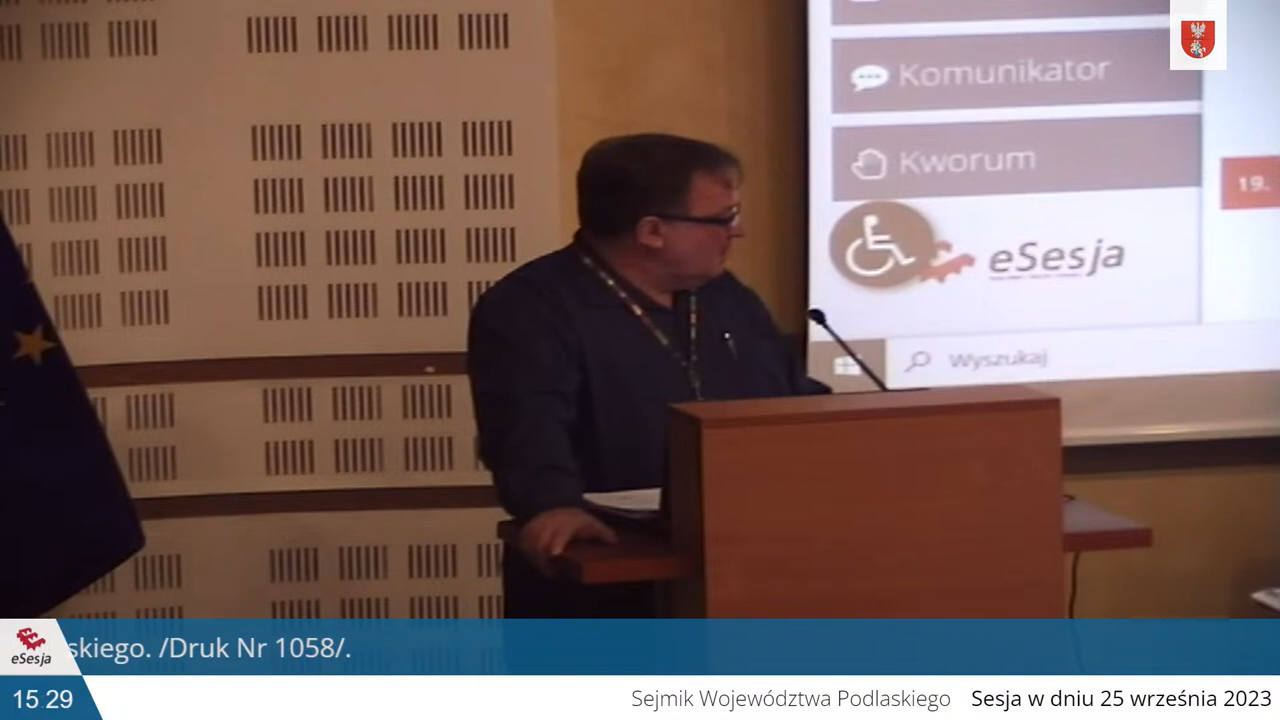 Komunikator
Kworum
19.
eSesja
Wyszukaj
skiego. /Druk Nr 1058/.
eSesja
15:29
Sejmik Województwa Podlaskiego Sesja w dniu 25 września 2023